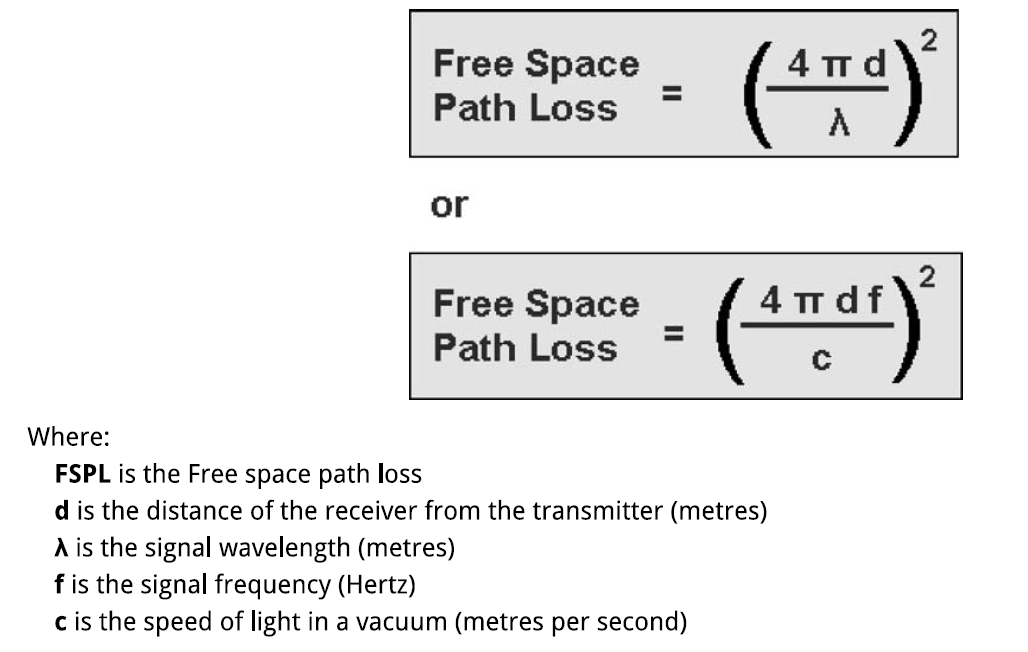 Free Space
Path Loss = ( 4 π d / λ )²
or
Free Space
Path Loss = ( 4 π d f / c )²
Where:
FSPL is the Free space path loss
d is the distance of the receiver from the transmitter (metres)
λ is the signal wavelength (metres)
f is the signal frequency (Hertz)
c is the speed of light in a vacuum (metres per second)